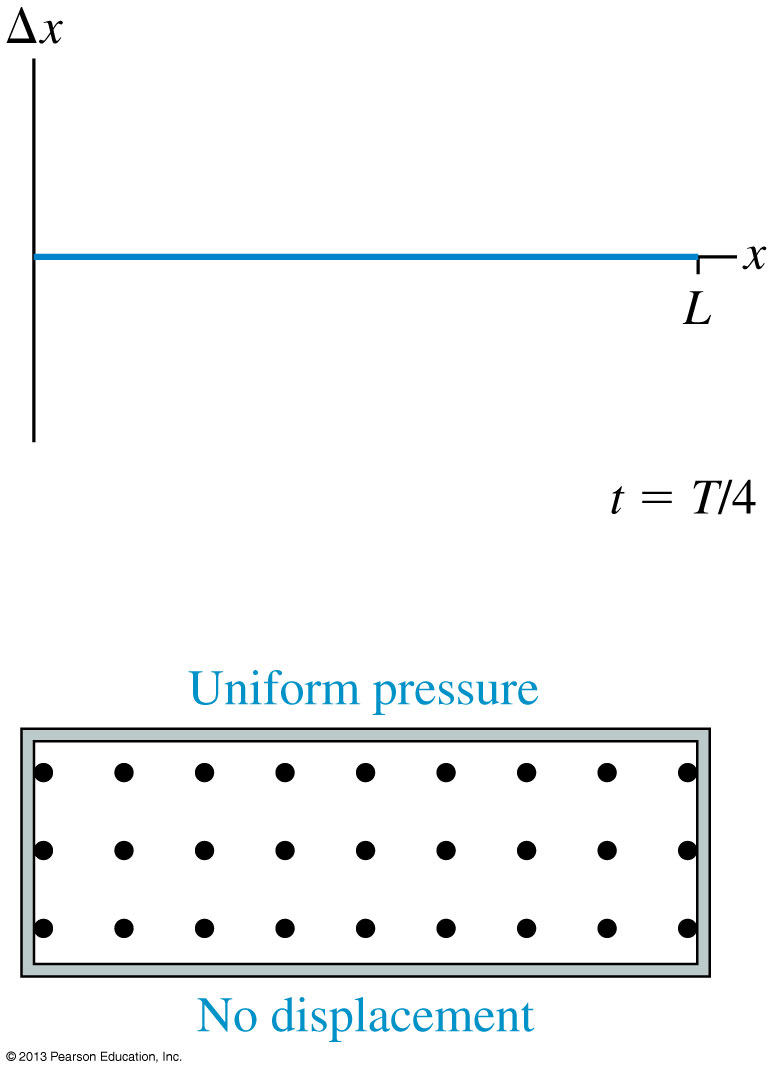 Δx
x
L
t = T/4
Uniform pressure
No displacement
© 2013 Pearson Education, Inc.